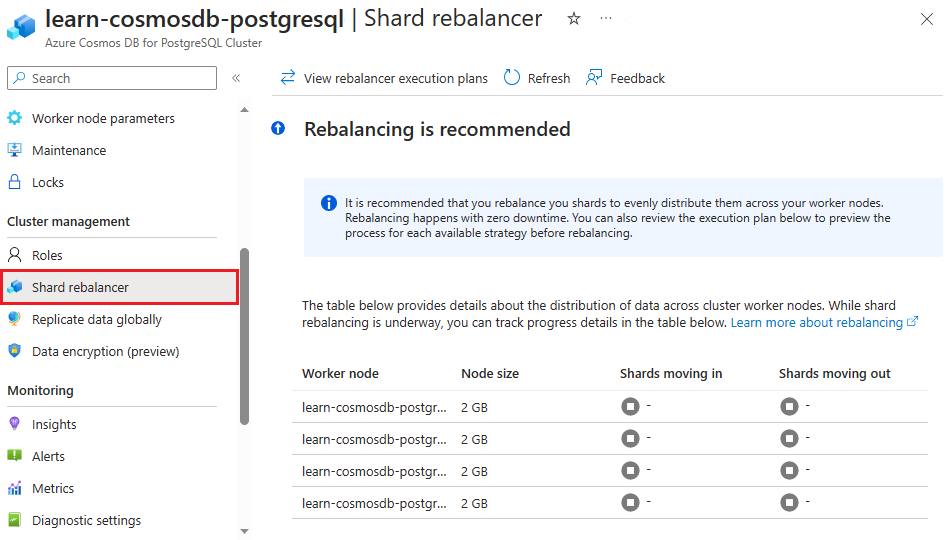 learn-cosmosdb-postgresql | Shard rebalancer
Azure Cosmos DB for PostgreSQL Cluster
Search
View rebalancer execution plans
Refresh
Feedback
Worker node parameters
Maintenance
Locks
Cluster management
Roles
Shard rebalancer
Replicate data globally
Data encryption (preview)
Monitoring
Insights
Alerts
Metrics
Diagnostic settings
Rebalancing is recommended
It is recommended that you rebalance you shards to evenly distribute them across your worker nodes.
Rebalancing happens with zero downtime. You can also review the execution plan below to preview the
process for each available strategy before rebalancing.
The table below provides details about the distribution of data across cluster worker nodes. While shard
rebalancing is underway, you can track progress details in the table below. Learn more about rebalancing
Worker node Node size Shards moving in Shards moving out
learn-cosmosdb-postgr... 2 GB - -
learn-cosmosdb-postgr... 2 GB - -
learn-cosmosdb-postgr... 2 GB - -
learn-cosmosdb-postgr... 2 GB - -